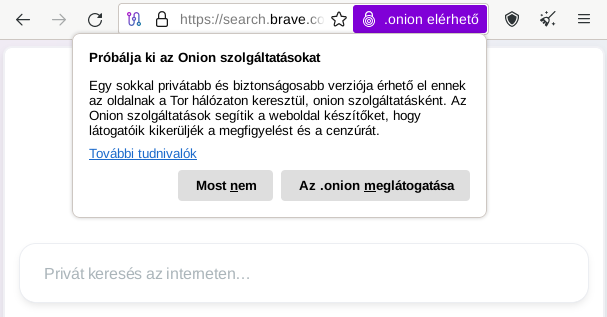 https://search.brave.co
.onion elérhető
Próbálja ki az Onion szolgáltatásokat
Egy sokkal privátabb és biztonságosabb verziója érhető el ennek
az oldalnak a Tor hálózaton keresztül, onion szolgáltatásként. Az
Onion szolgáltatások segítik a weboldal készítőket, hogy
látogatóik kikerüljék a megfigyelést és a cenzúrát.
További tudnivalók
Most nem
Az .onion meglátogatása
Privát keresés az interneten…